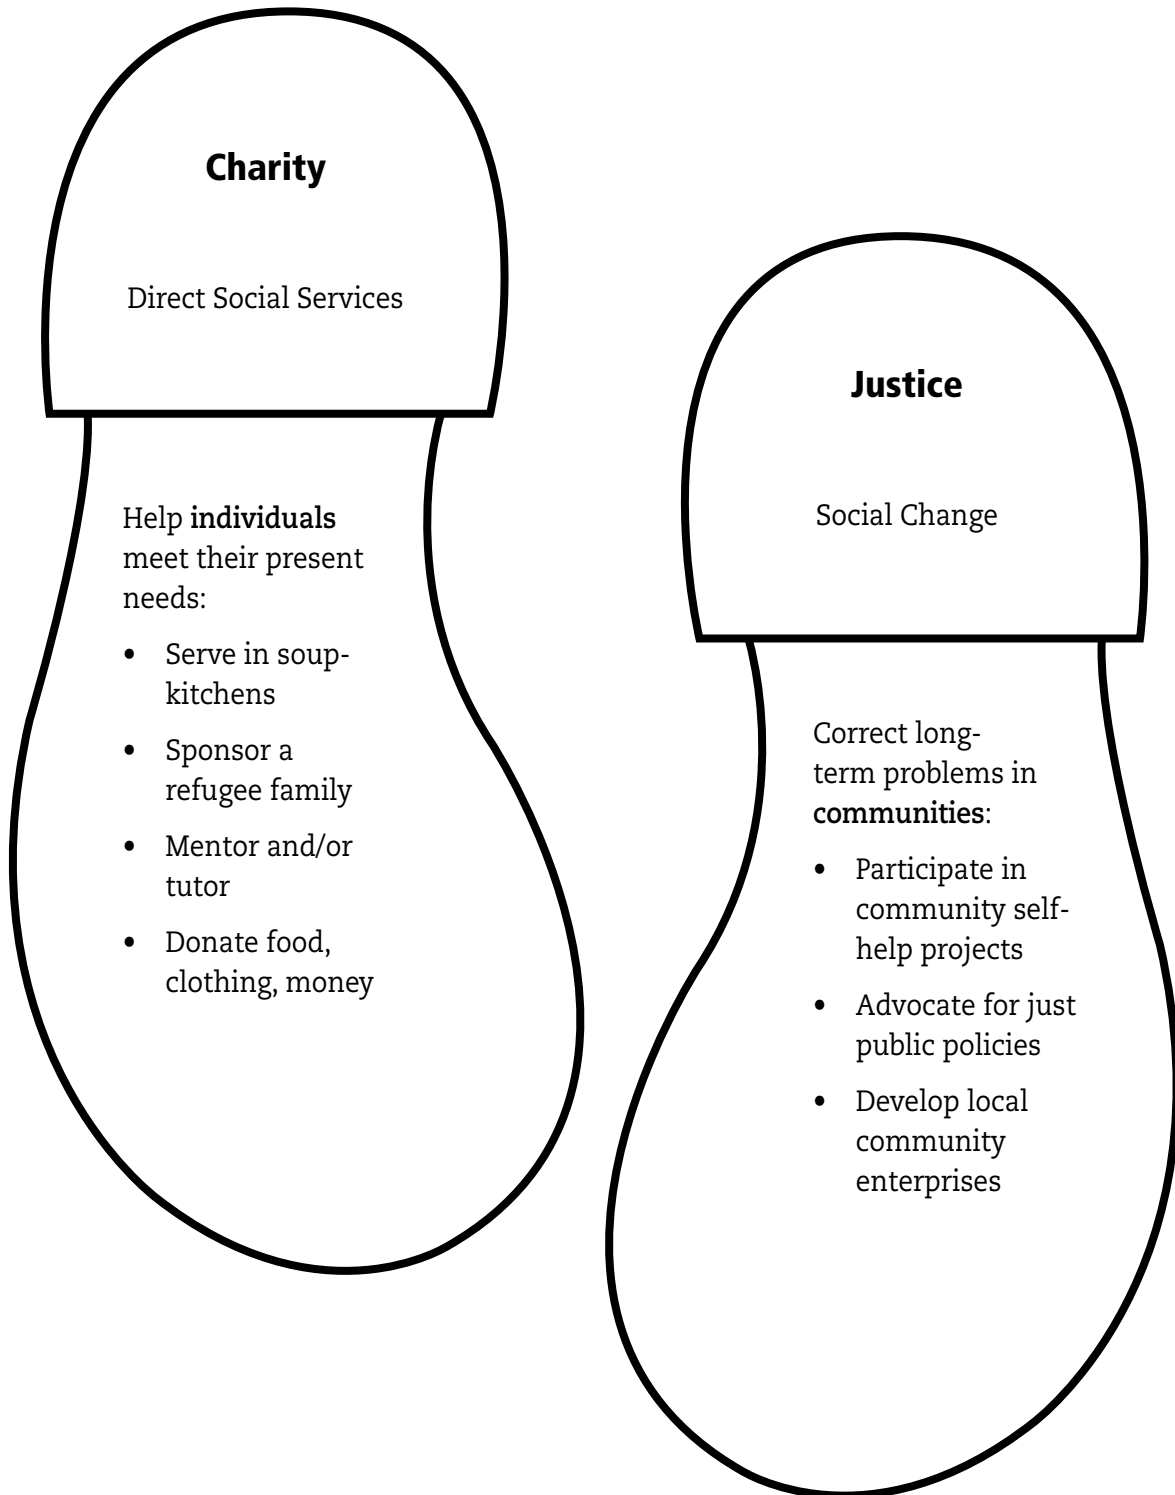 Charity
Direct Social Services
Help individuals
meet their present
needs:
• Serve in soup-
kitchens
• Sponsor a
refugee family
• Mentor and/or
tutor
• Donate food,
clothing, money
Justice
Social Change
Correct long-
term problems in
communities:
• Participate in
community self-
help projects
• Advocate for just
public policies
• Develop local
community
enterprises